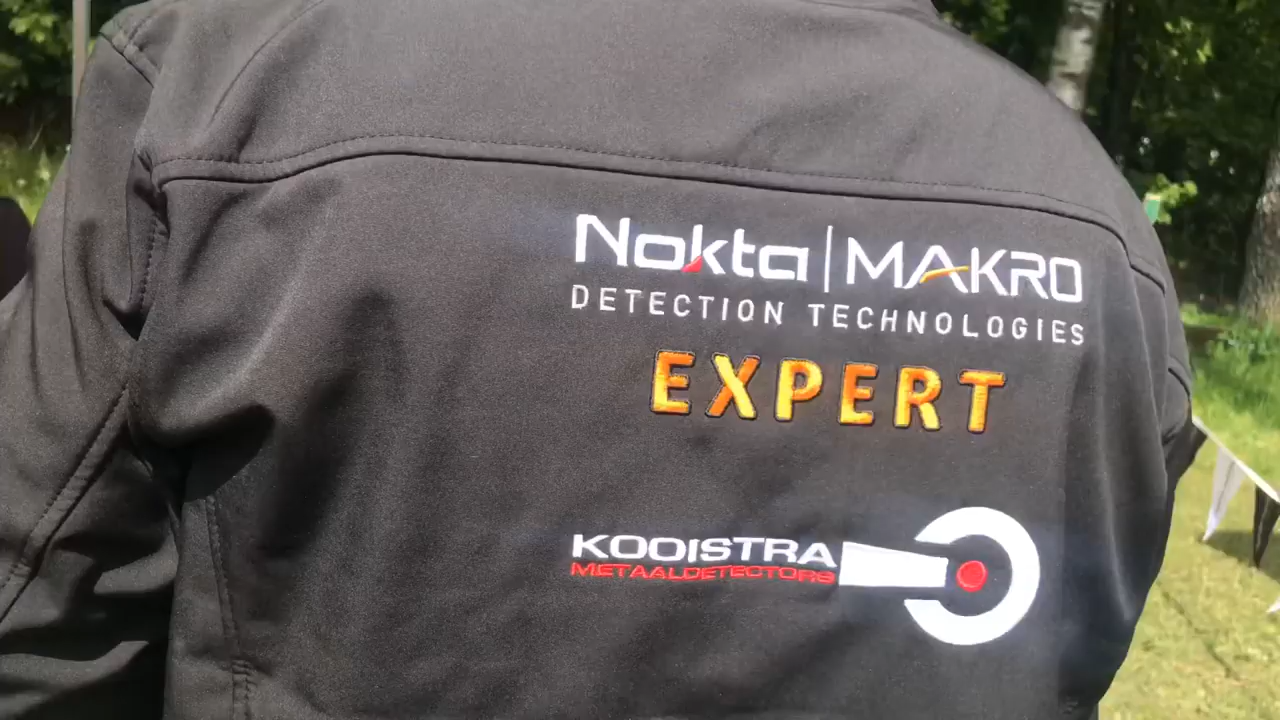 Nokta | MAKRO
DETECTION TECHNOLOGIES
EXPERT
KOOISTRA
METAALDETECTORS